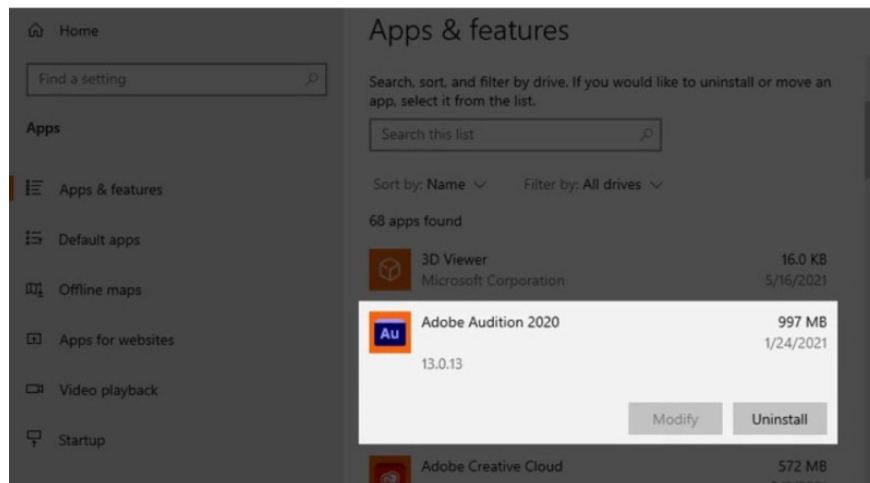 Home
Find a setting
Apps
Apps & features
Default apps
Offline maps
Apps for websites
Video playback
Startup
Apps & features
Search, sort, and filter by drive. If you would like to uninstall or move an
app, select it from the list.
Search this list
Sort by: Name Filter by: All drives
68 apps found
3D Viewer 16.0 KB
Microsoft Corporation 5/16/2021
Au Adobe Audition 2020 997 MB
1/24/2021
13.0.13
Modify Uninstall
Adobe Creative Cloud 572 MB